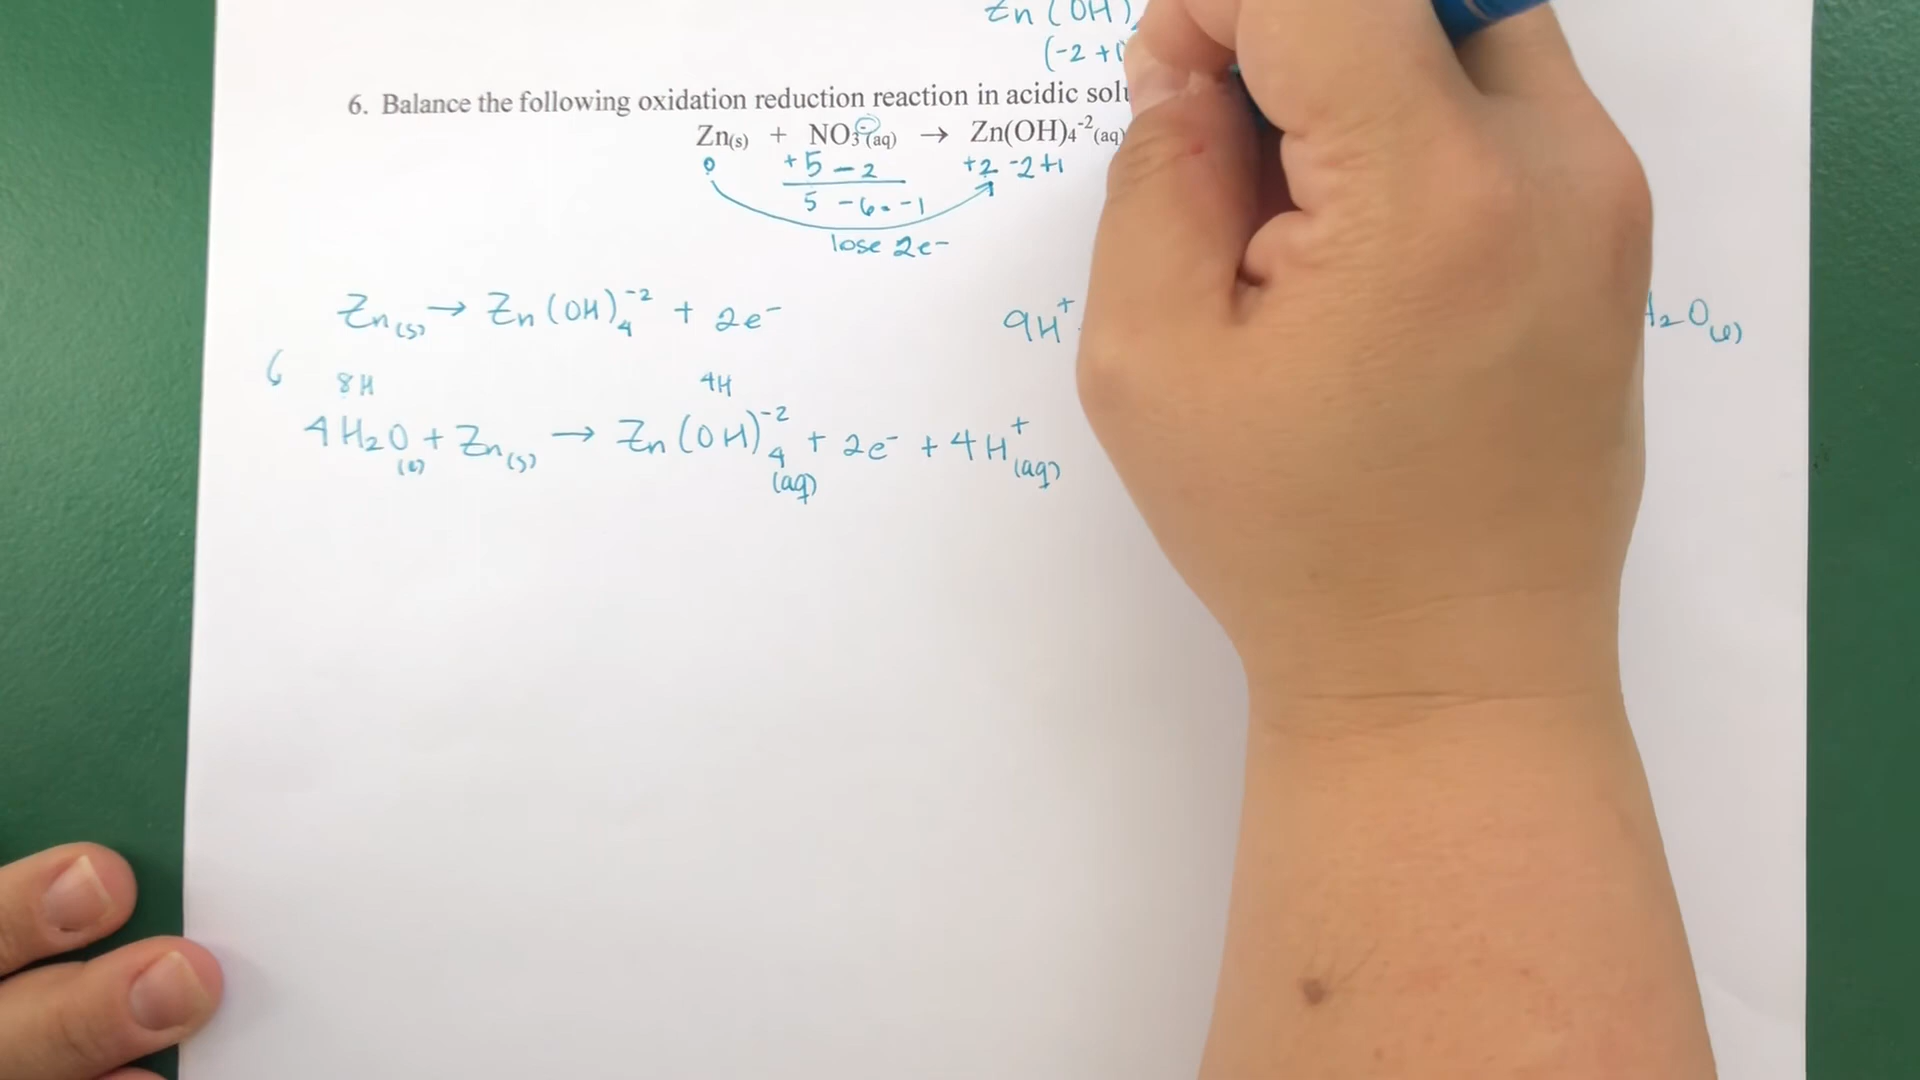 Zn(OH)
(-2 +1
6. Balance the following oxidation reduction reaction in acidic
Zn(s) + NO3-(aq) → Zn(OH)4-2(aq)
0 +5 -2 +2 -2+1
5 -6 = -1
lose 2e-
Zn(s) → Zn(OH)4-2 + 2e- 9H+ H2O(l)
8H 4H
4H2O(l) + Zn(s) → Zn(OH)4-2(aq) + 2e- + 4H+(aq)